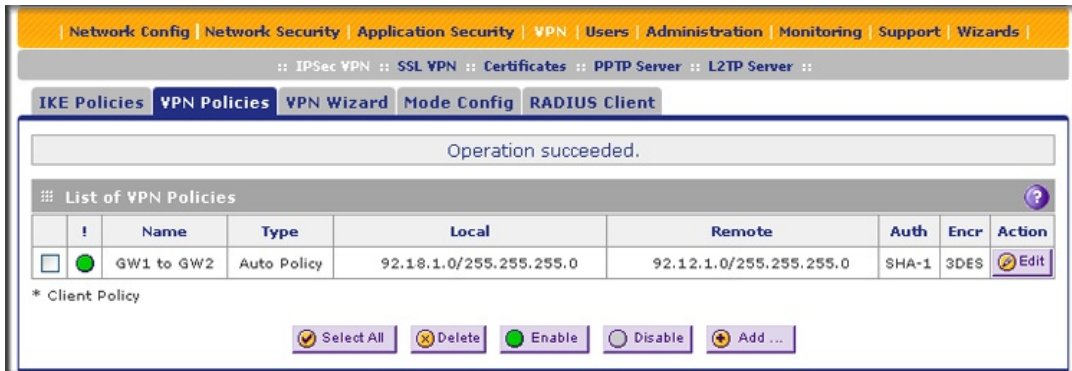 | Network Config | Network Security | Application Security | VPN | Users | Administration | Monitoring | Support | Wizards |
:: IPSec VPN :: SSL VPN :: Certificates :: PPTP Server :: L2TP Server ::
IKE Policies VPN Policies VPN Wizard Mode Config RADIUS Client
Operation succeeded.
List of VPN Policies ?
! Name Type Local Remote Auth Encr Action
GW1 to GW2 Auto Policy 92.18.1.0/255.255.255.0 92.12.1.0/255.255.255.0 SHA-1 3DES Edit
* Client Policy
Select All Delete Enable Disable Add ...